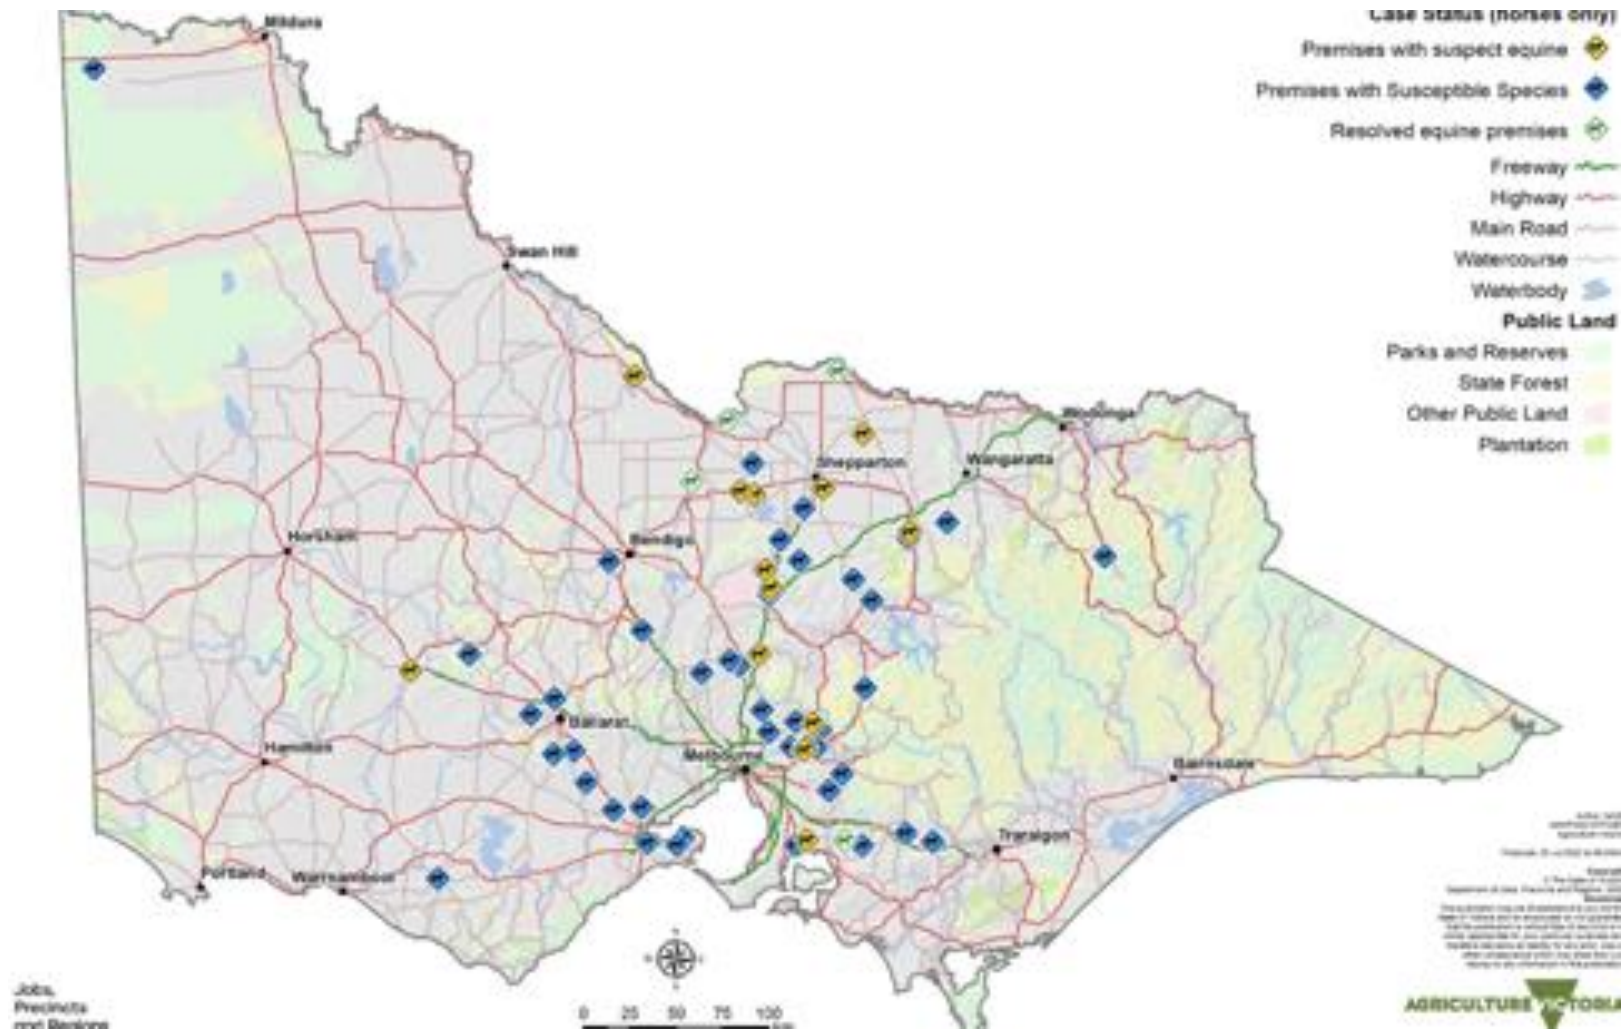 Case Status (horses only)
Premises with suspect equine
Premises with Susceptible Species
Resolved equine premises
Freeway
Highway
Main Road
Watercourse
Waterbody
Public Land
Parks and Reserves
State Forest
Other Public Land
Plantation
Mildura
Swan Hill
Wodonga
Shepparton
Wangaratta
Horsham
Bendigo
Ballarat
Hamilton
Melbourne
Bairnsdale
Traralgon
Portland
Warrnambool
Jobs,
Precincts
and Regions
0 25 50 75 100
km
AGRICULTURE VICTORIA